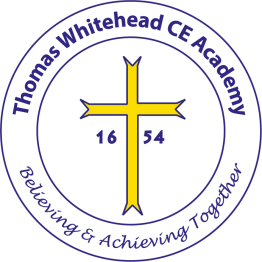 Thomas Whitehead CE Academy
16 54
Believing & Achieving Together